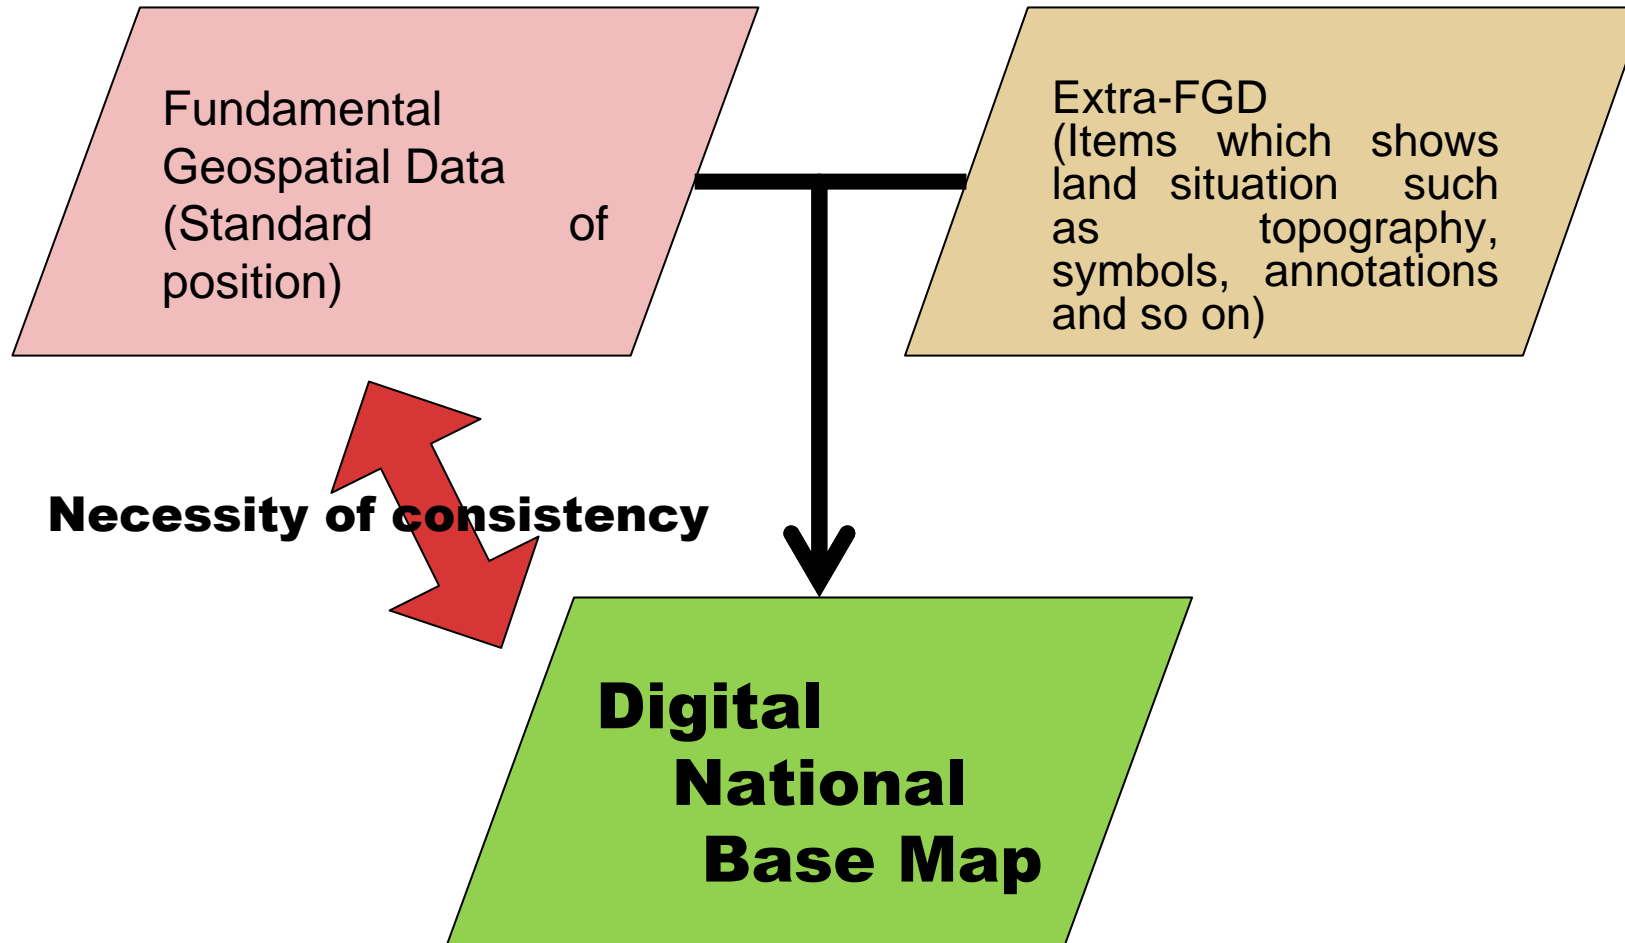 Fundamental
Geospatial Data
(Standard of
position)
Extra-FGD
(Items which shows
land situation such
as topography,
symbols, annotations
and so on)
Necessity of consistency
Digital
National
Base Map